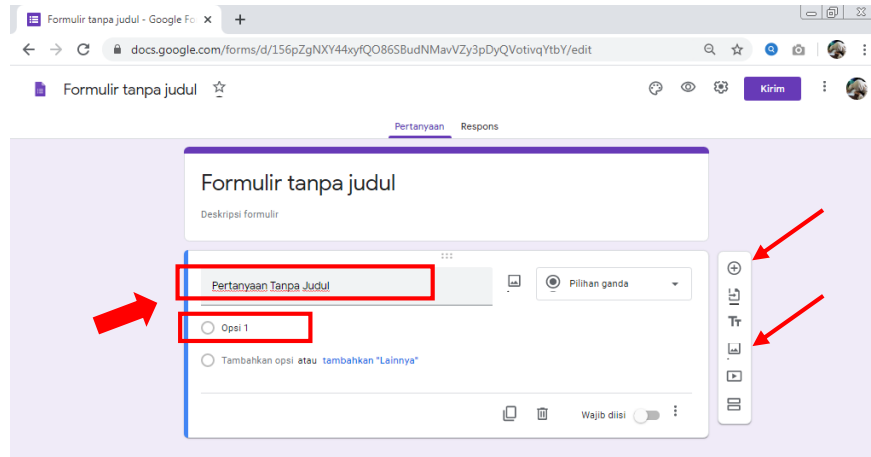 Formulir tanpa judul - Google Fo
docs.google.com/forms/d/156pZgNXY44xyfQO86SBudNMavVZy3pDyQVotivqYtbY/edit
Formulir tanpa judul
Kirim
Pertanyaan Respons
Formulir tanpa judul
Deskripsi formulir
Pertanyaan Tanpa Judul
Pilihan ganda
Opsi 1
Tambahkan opsi atau tambahkan "Lainnya"
Wajib diisi
Tт